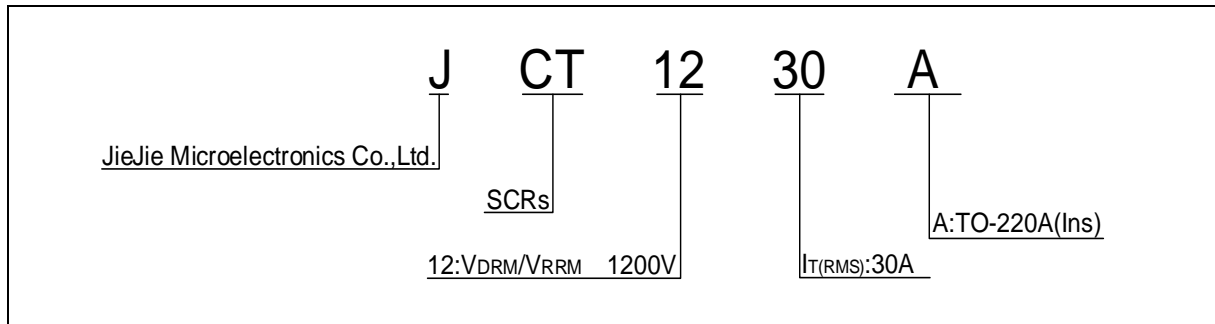 J CT 12 30 A
JieJie Microelectronics Co.,Ltd.
SCRs
A:TO-220A(Ins)
12:VDRM/VRRM 1200V
IT(RMS):30A